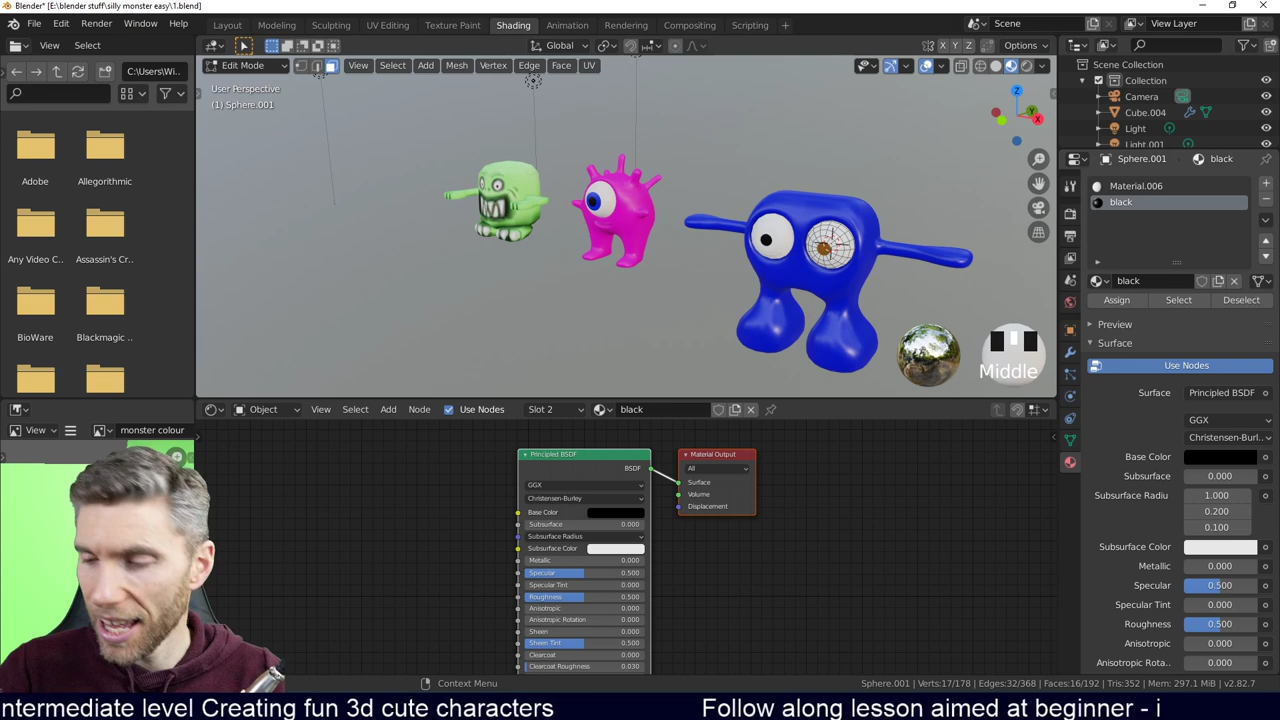 Blender* [E:\blender stuff\silly monster easy\1.blend]
File Edit Render Window Help
Layout Modeling Sculpting UV Editing Texture Paint Shading Animation Rendering Compositing Scripting
Scene
View Layer
View Select
Global
X Y Z
Options
C:\Users\Wi..
Adobe
Allegorithmic
Any Video C..
Assassin's Cr..
BioWare
Blackmagic ..
Edit Mode
View Select Add Mesh Vertex Edge Face UV
User Perspective
(1) Sphere.001
Z
Y
X
Middle
Scene Collection
Collection
Camera
Cube.004
Light
Light.001
Sphere.001 black
Material.006
black
black
Assign Select Deselect
Preview
Surface
Use Nodes
Surface Principled BSDF
GGX
Christensen-Burl..
Base Color
Subsurface 0.000
Subsurface Radiu 1.000
0.200
0.100
Subsurface Color
Metallic 0.000
Specular 0.500
Specular Tint 0.000
Roughness 0.500
Anisotropic 0.000
Anisotropic Rota.. 0.000
View
monster colour
Object View Select Add Node Use Nodes Slot 2 black
Principled BSDF
BSDF
GGX
Christensen-Burley
Base Color
Subsurface 0.000
Subsurface Radius
Subsurface Color
Metallic 0.000
Specular 0.500
Specular Tint 0.000
Roughness 0.500
Anisotropic 0.000
Anisotropic Rotation 0.000
Sheen 0.000
Sheen Tint 0.500
Clearcoat 0.000
Clearcoat Roughness 0.030
Material Output
All
Surface
Volume
Displacement
Context Menu
Sphere.001 | Verts:17/178 | Edges:32/368 | Faces:16/192 | Tris:352 | Mem: 297.1 MiB | v2.82.7
ntermediate level Creating fun 3d cute characters
Follow along lesson aimed at beginner - i